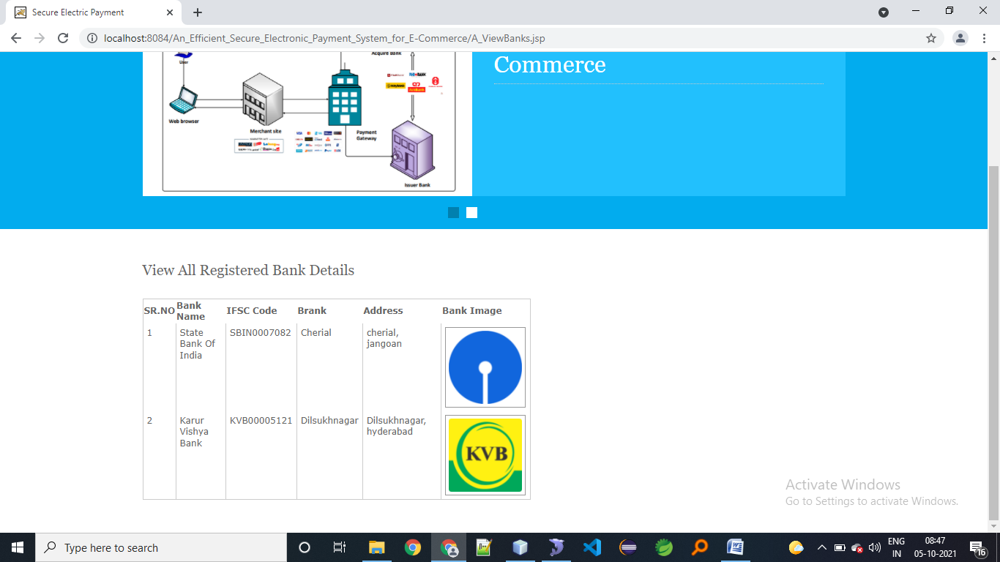 Secure Electric Payment
localhost:8084/An_Efficient_Secure_Electronic_Payment_System_for_E-Commerce/A_ViewBanks.jsp
User
Acquire Bank
Web browser
Merchant site
Payment
Gateway
Issuer Bank
Commerce
View All Registered Bank Details
SR.NO Bank Name IFSC Code Brank Address Bank Image
1 State Bank Of India SBIN0007082 Cherial cherial, jangoan
2 Karur Vishya Bank KVB00005121 Dilsukhnagar Dilsukhnagar, hyderabad
KVB
Activate Windows
Go to Settings to activate Windows.
Type here to search
ENG
IN
08:47
05-10-2021
16